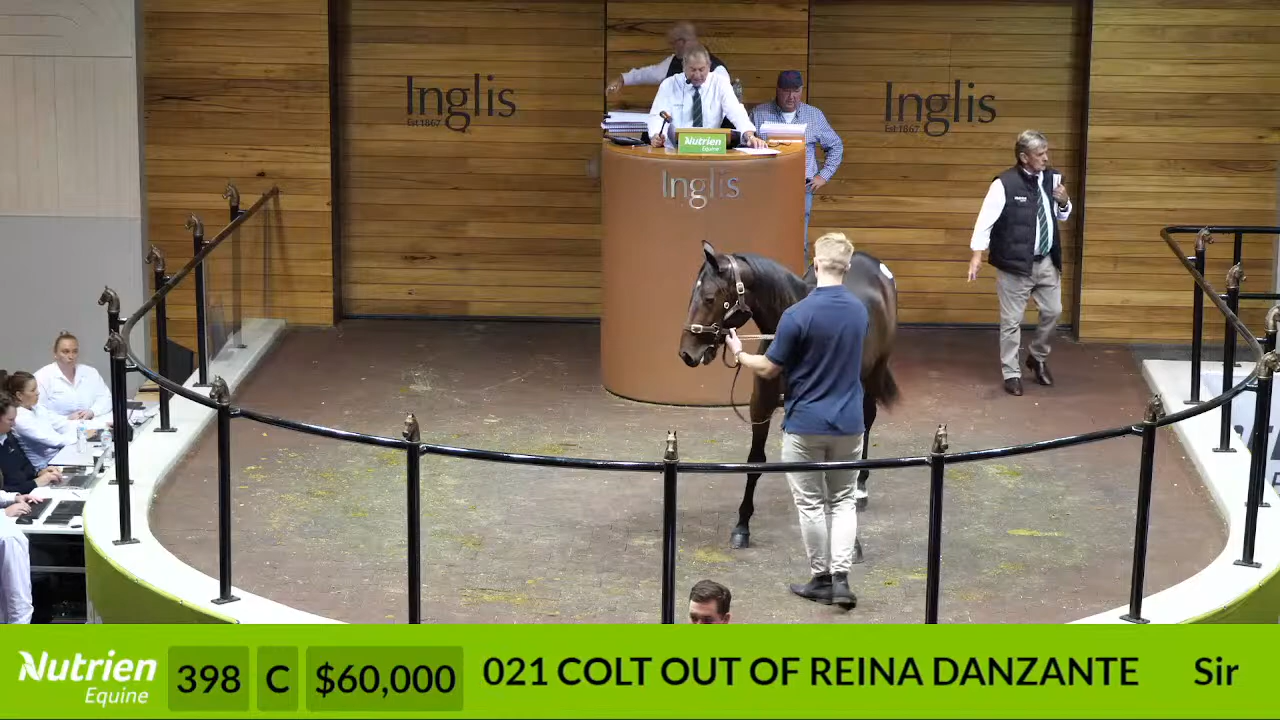 Inglis
Est 1867
Inglis
Est 1867
Nutrien
Equine
Inglis
Nutrien
Equine
398
C
$60,000
021 COLT OUT OF REINA DANZANTE
Sir